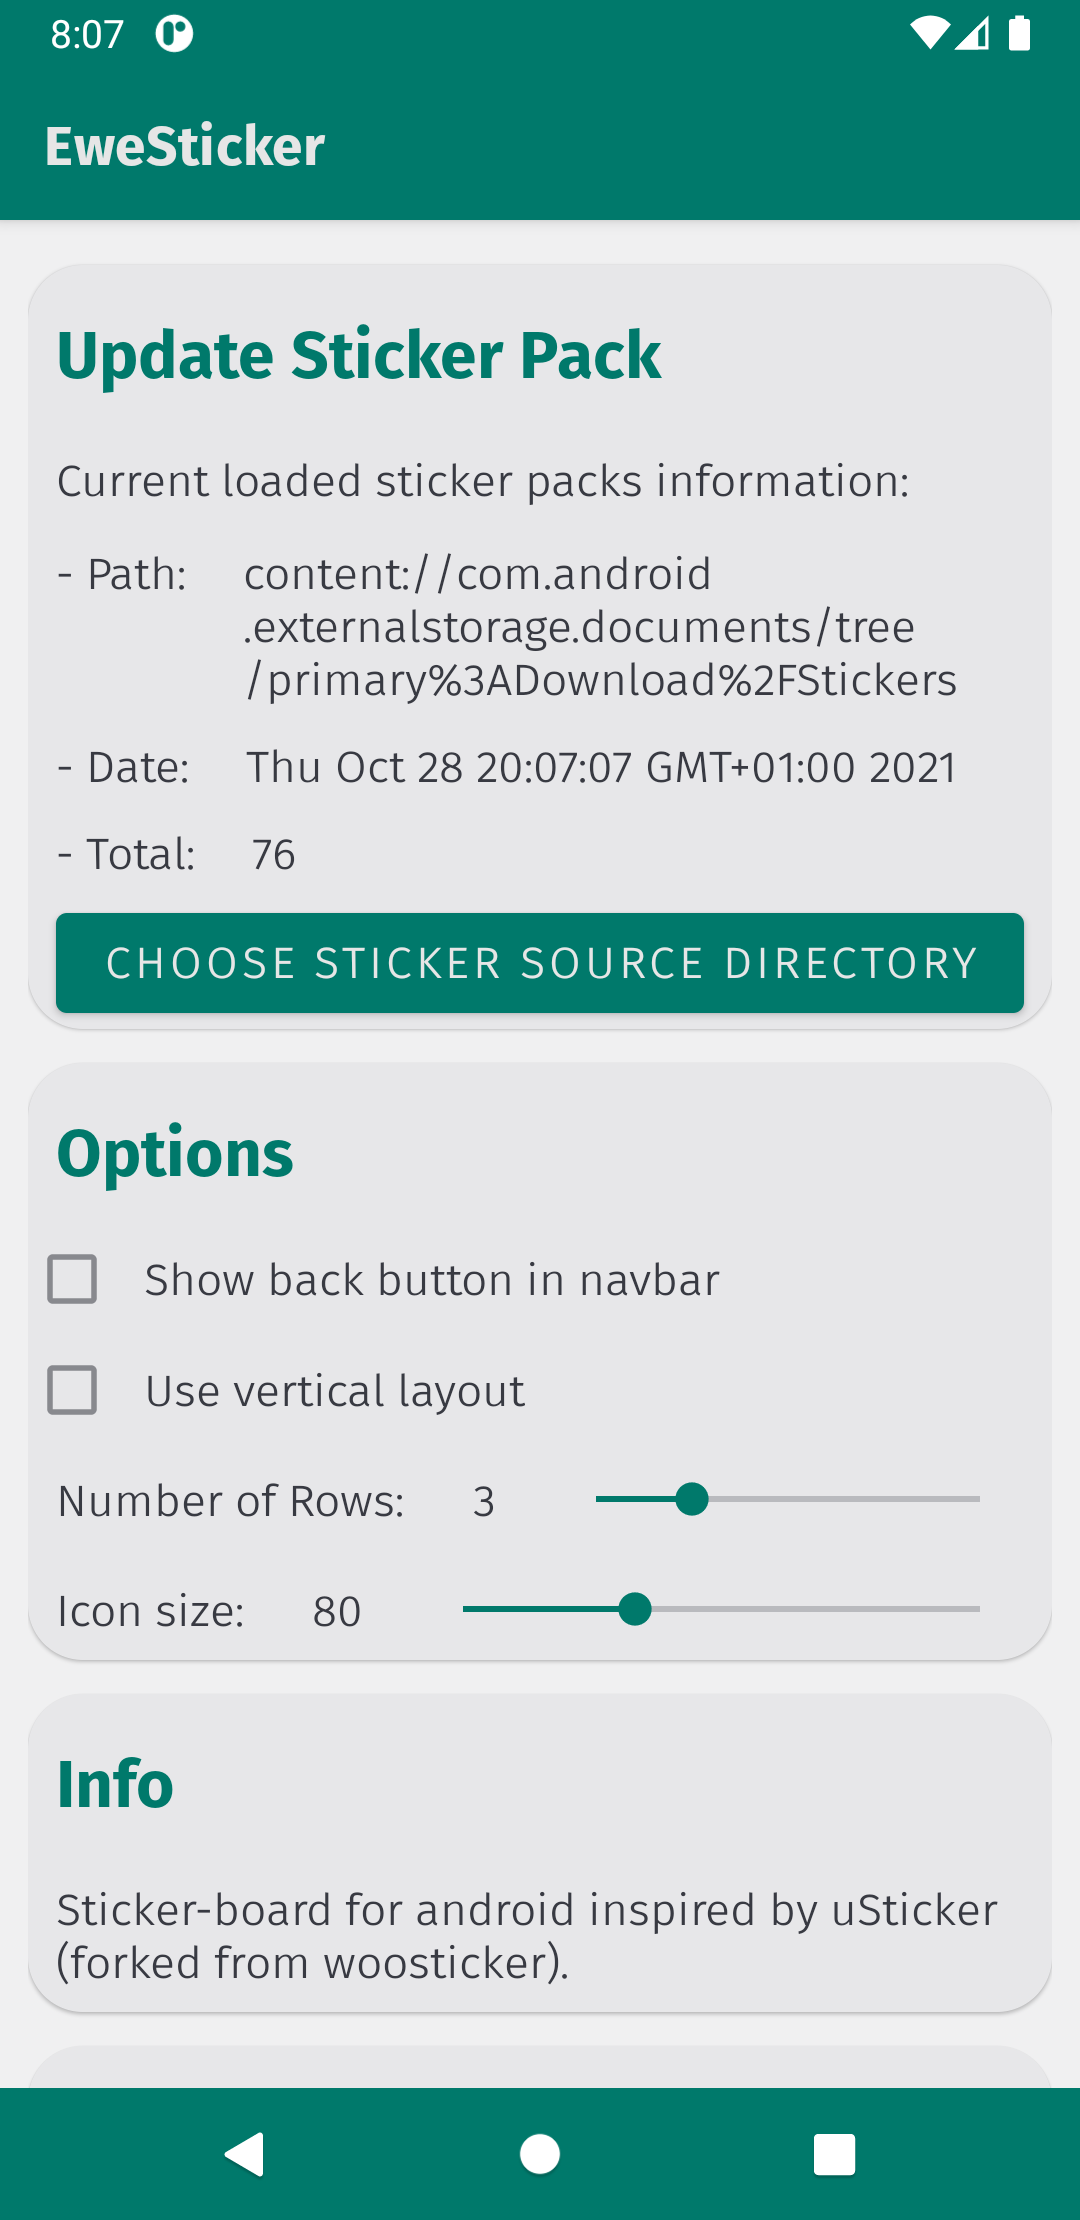 8:07
EweSticker
Update Sticker Pack
Current loaded sticker packs information:
- Path: content://com.android
.externalstorage.documents/tree
/primary%3ADownload%2FStickers
- Date: Thu Oct 28 20:07:07 GMT+01:00 2021
- Total: 76
CHOOSE STICKER SOURCE DIRECTORY
Options
Show back button in navbar
Use vertical layout
Number of Rows: 3
Icon size: 80
Info
Sticker-board for android inspired by uSticker
(forked from woosticker).